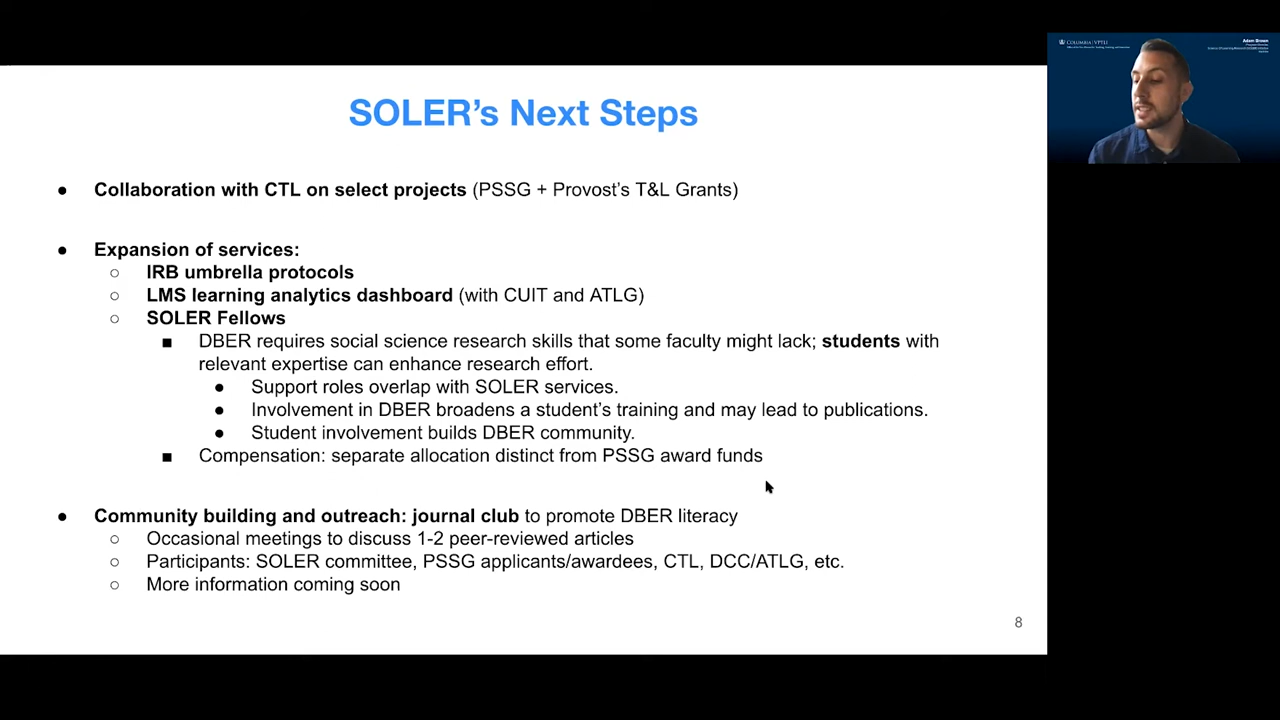 SOLER's Next Steps
● Collaboration with CTL on select projects (PSSG + Provost's T&L Grants)
● Expansion of services:
○ IRB umbrella protocols
○ LMS learning analytics dashboard (with CUIT and ATLG)
○ SOLER Fellows
■ DBER requires social science research skills that some faculty might lack; students with
relevant expertise can enhance research effort.
● Support roles overlap with SOLER services.
● Involvement in DBER broadens a student's training and may lead to publications.
● Student involvement builds DBER community.
■ Compensation: separate allocation distinct from PSSG award funds
● Community building and outreach: journal club to promote DBER literacy
○ Occasional meetings to discuss 1-2 peer-reviewed articles
○ Participants: SOLER committee, PSSG applicants/awardees, CTL, DCC/ATLG, etc.
○ More information coming soon
8
COLUMBIA | VPTLI
Adam Brown